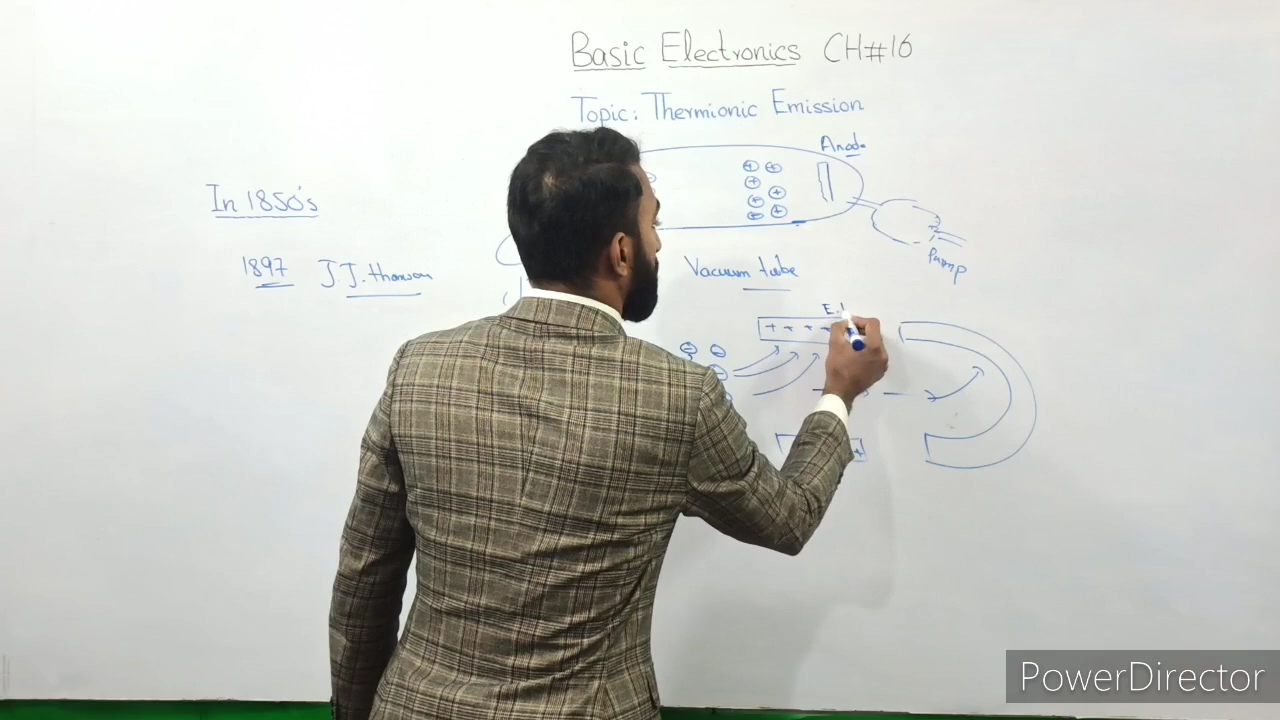 Basic Electronics CH#16
Topic: Thermionic Emission
Anode
In 1850's
1897 J.J. thomson
Vacuum tube
Pump
E.
PowerDirector